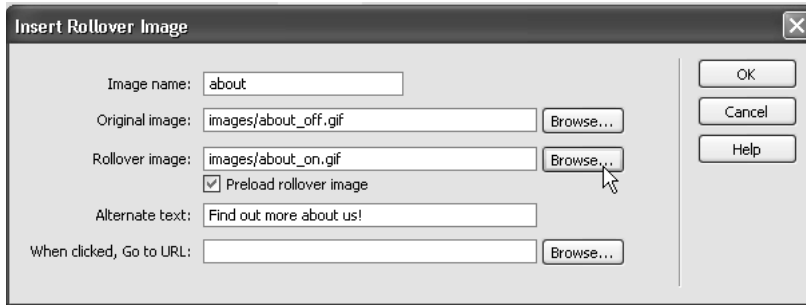 Insert Rollover Image
Image name: about
OK
Original image: images/about_off.gif Browse...
Cancel
Rollover image: images/about_on.gif Browse...
Help
Preload rollover image
Alternate text: Find out more about us!
When clicked, Go to URL: Browse...